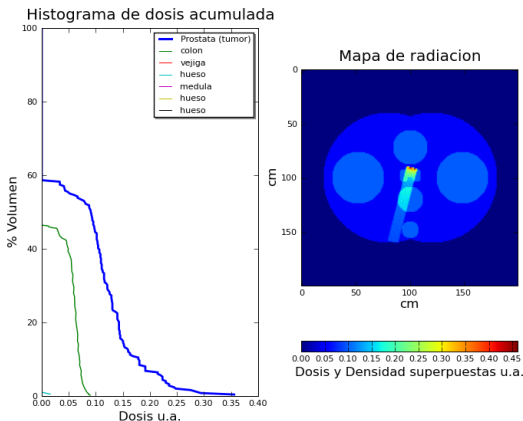 Histograma de dosis acumulada
100
80
60
40
20
0
% Volumen
0.00 0.05 0.10 0.15 0.20 0.25 0.30 0.35 0.40
Dosis u.a.
Prostata (tumor)
colon
vejiga
hueso
medula
hueso
hueso
Mapa de radiacion
0
50
100
150
cm
0 50 100 150
cm
0.00 0.05 0.10 0.15 0.20 0.25 0.30 0.35 0.40 0.45
Dosis y Densidad superpuestas u.a.